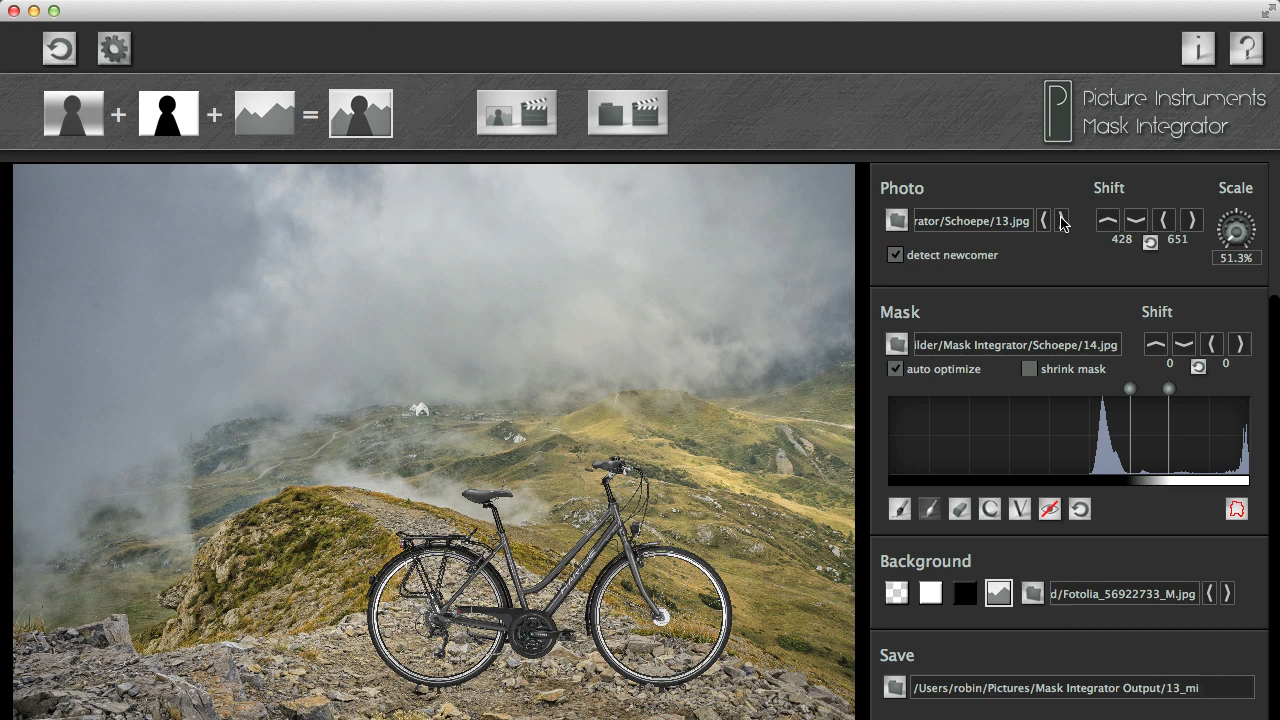 Picture Instruments
Mask Integrator
Photo
Shift
Scale
rator/Schoepe/13.jpg
428
651
51.3%
detect newcomer
Mask
Shift
ilder/Mask Integrator/Schoepe/14.jpg
0
0
auto optimize
shrink mask
Background
d/Fotolia_56922733_M.jpg
Save
/Users/robin/Pictures/Mask Integrator Output/13_mi